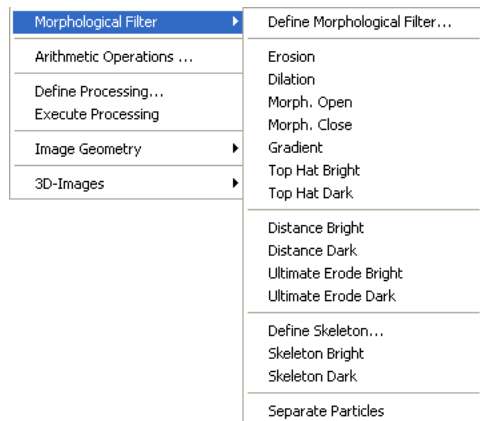 Morphological Filter
Arithmetic Operations ...
Define Processing...
Execute Processing
Image Geometry
3D-Images
Define Morphological Filter...
Erosion
Dilation
Morph. Open
Morph. Close
Gradient
Top Hat Bright
Top Hat Dark
Distance Bright
Distance Dark
Ultimate Erode Bright
Ultimate Erode Dark
Define Skeleton...
Skeleton Bright
Skeleton Dark
Separate Particles